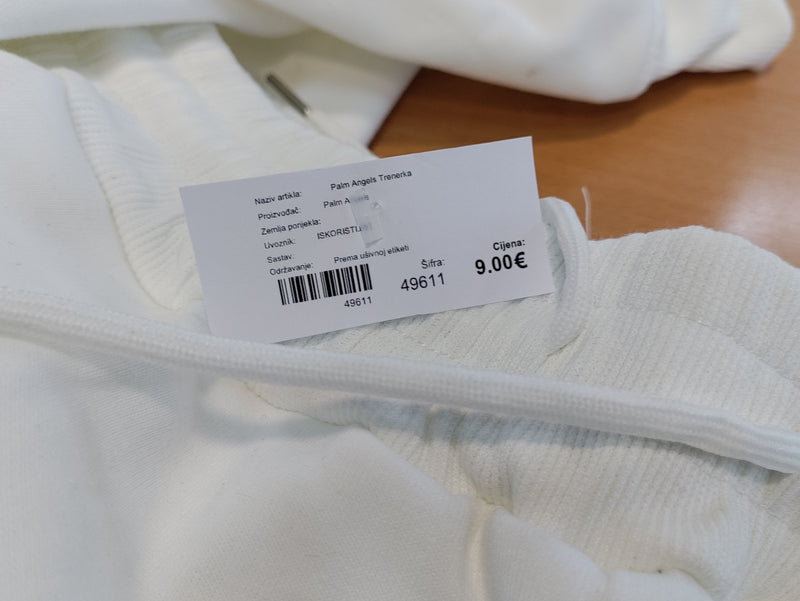 Naziv artikla: Palm Angels Trenerka
Proizvođač: Palm Angels
Zemlja porijekla:
Uvoznik: ISKORISTI
Sastav
Održavanje: Prema ušivnoj etiketi
49611
Šifra:
49611
Cijena:
9.00€